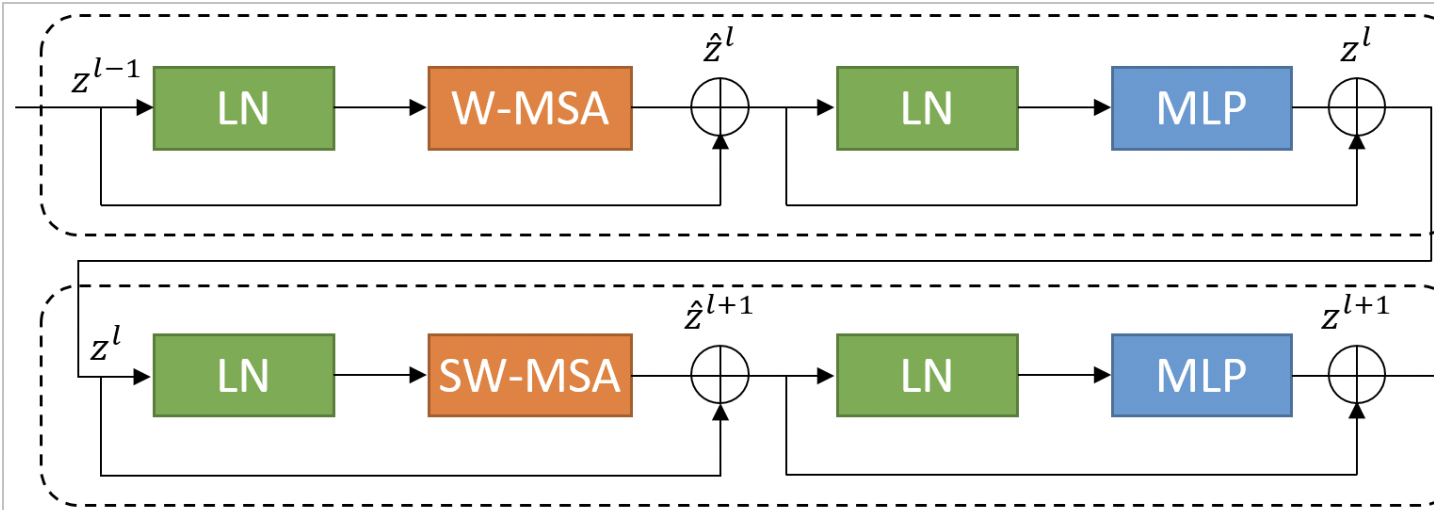 z^{l-1} LN W-MSA ẑ^l LN MLP z^l
z^l LN SW-MSA ẑ^{l+1} LN MLP z^{l+1}